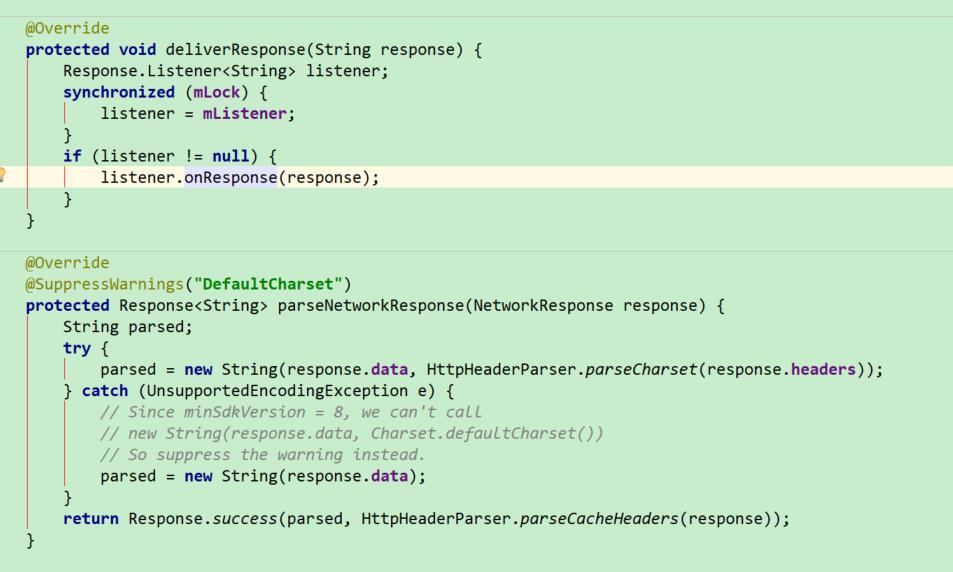 @Override
protected void deliverResponse(String response) {
    Response.Listener<String> listener;
    synchronized (mLock) {
        listener = mListener;
    }
    if (listener != null) {
        listener.onResponse(response);
    }
}
@Override
@SuppressWarnings("DefaultCharset")
protected Response<String> parseNetworkResponse(NetworkResponse response) {
    String parsed;
    try {
        parsed = new String(response.data, HttpHeaderParser.parseCharset(response.headers));
    } catch (UnsupportedEncodingException e) {
        // Since minSdkVersion = 8, we can't call
        // new String(response.data, Charset.defaultCharset())
        // So suppress the warning instead.
        parsed = new String(response.data);
    }
    return Response.success(parsed, HttpHeaderParser.parseCacheHeaders(response));
}